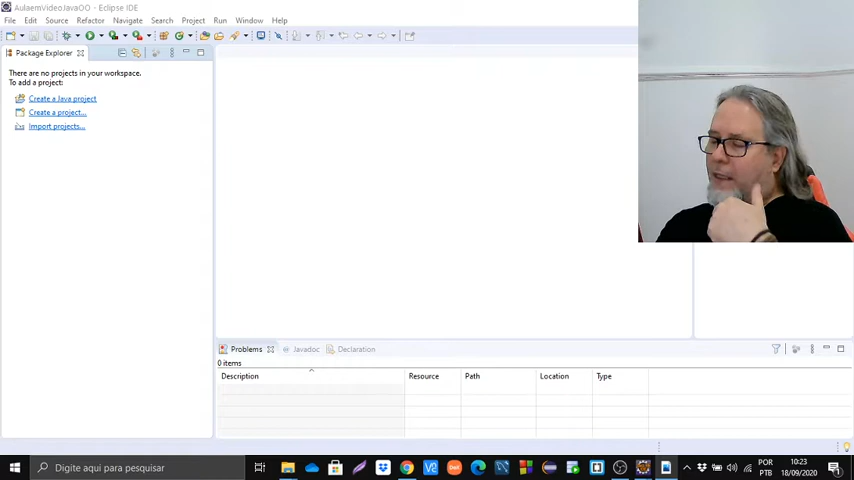 AulaemVideoJavaOO - Eclipse IDE
File Edit Source Refactor Navigate Search Project Run Window Help
Package Explorer
There are no projects in your workspace.
To add a project:
Create a Java project
Create a project...
Import projects...
Problems Javadoc Declaration
0 items
Description Resource Path Location Type
Digite aqui para pesquisar
POR
PTB
10:23
18/09/2020